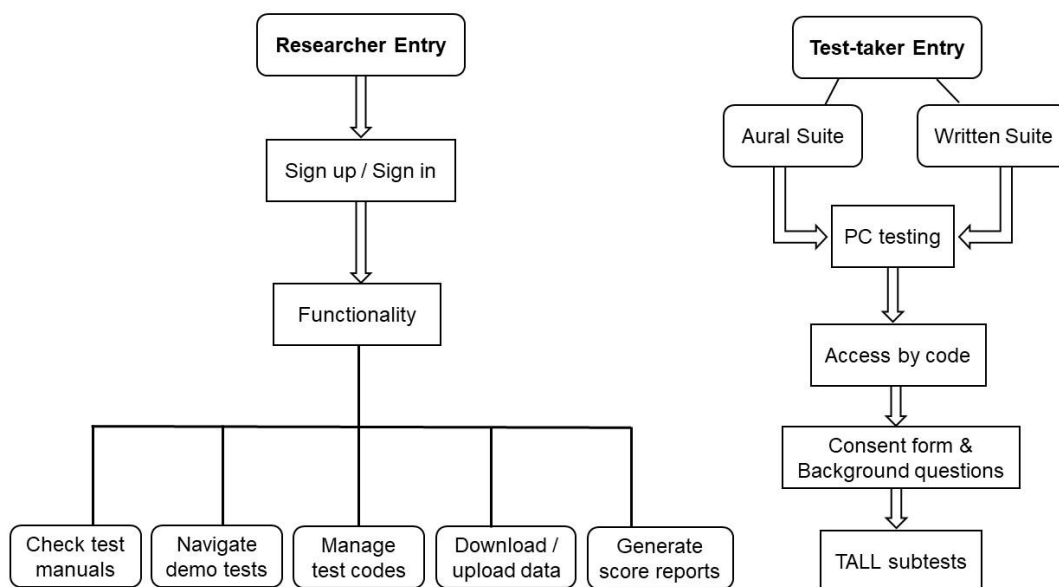 Researcher Entry
Sign up / Sign in
Functionality
Check test
manuals
Navigate
demo tests
Manage
test codes
Download /
upload data
Generate
score reports
Test-taker Entry
Aural Suite
Written Suite
PC testing
Access by code
Consent form &
Background questions
TALL subtests